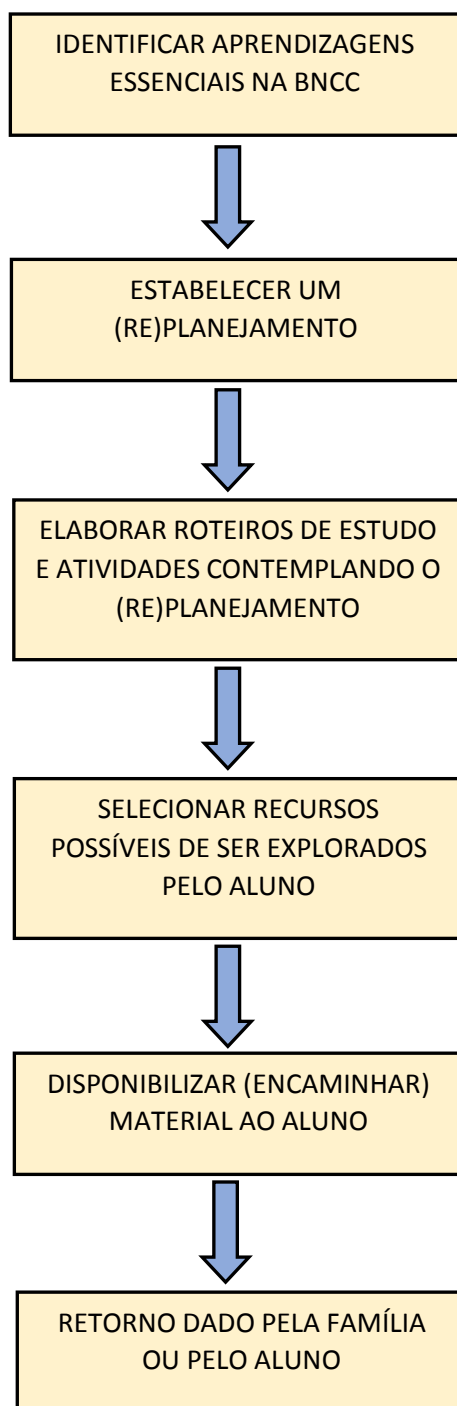 IDENTIFICAR APRENDIZAGENS
ESSENCIAIS NA BNCC
ESTABELECER UM
(RE)PLANEJAMENTO
ELABORAR ROTEIROS DE ESTUDO
E ATIVIDADES CONTEMPLANDO O
(RE)PLANEJAMENTO
SELECIONAR RECURSOS
POSSÍVEIS DE SER EXPLORADOS
PELO ALUNO
DISPONIBILIZAR (ENCAMINHAR)
MATERIAL AO ALUNO
RETORNO DADO PELA FAMÍLIA
OU PELO ALUNO